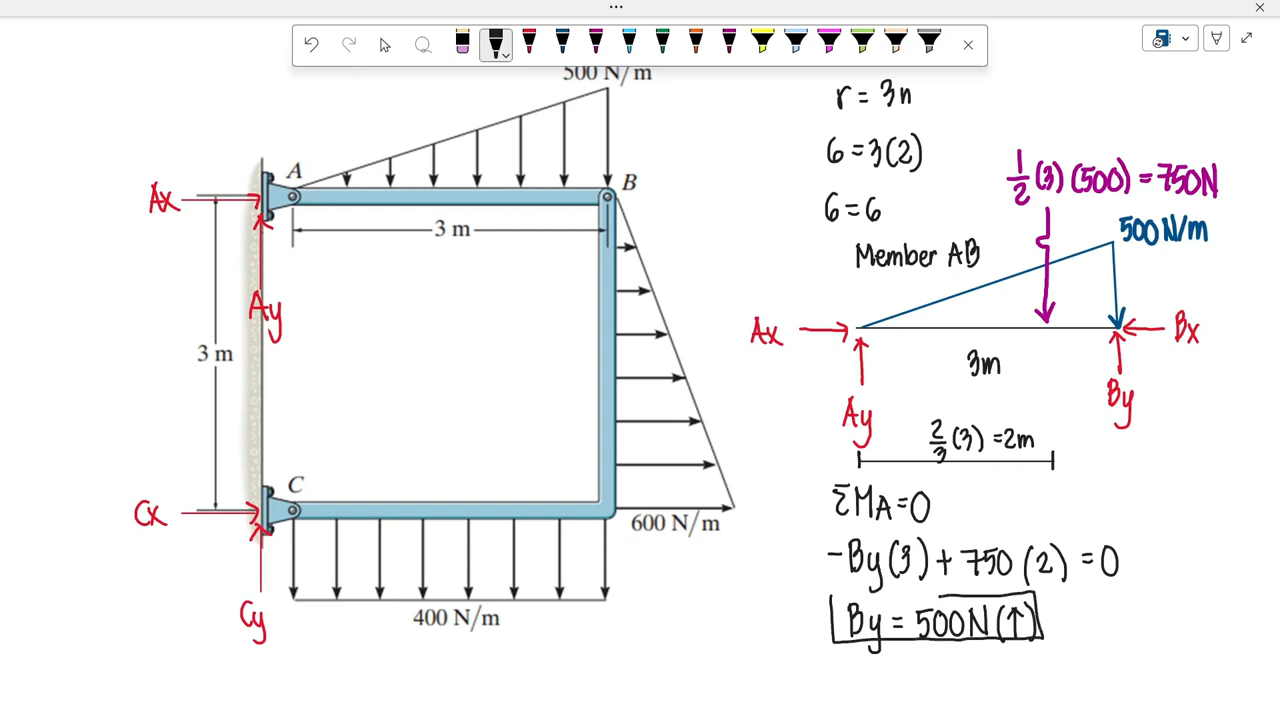 500 N/m
A
B
3 m
3 m
C
600 N/m
400 N/m
Ax
Ay
Cx
Cy
r = 3n
6 = 3(2)
6 = 6
Member AB
1/2 (3) (500) = 750N
500 N/m
Ax
Bx
3m
Ay
By
2/3 (3) = 2m
ΣMA = 0
-By(3) + 750 (2) = 0
By = 500N (↑)